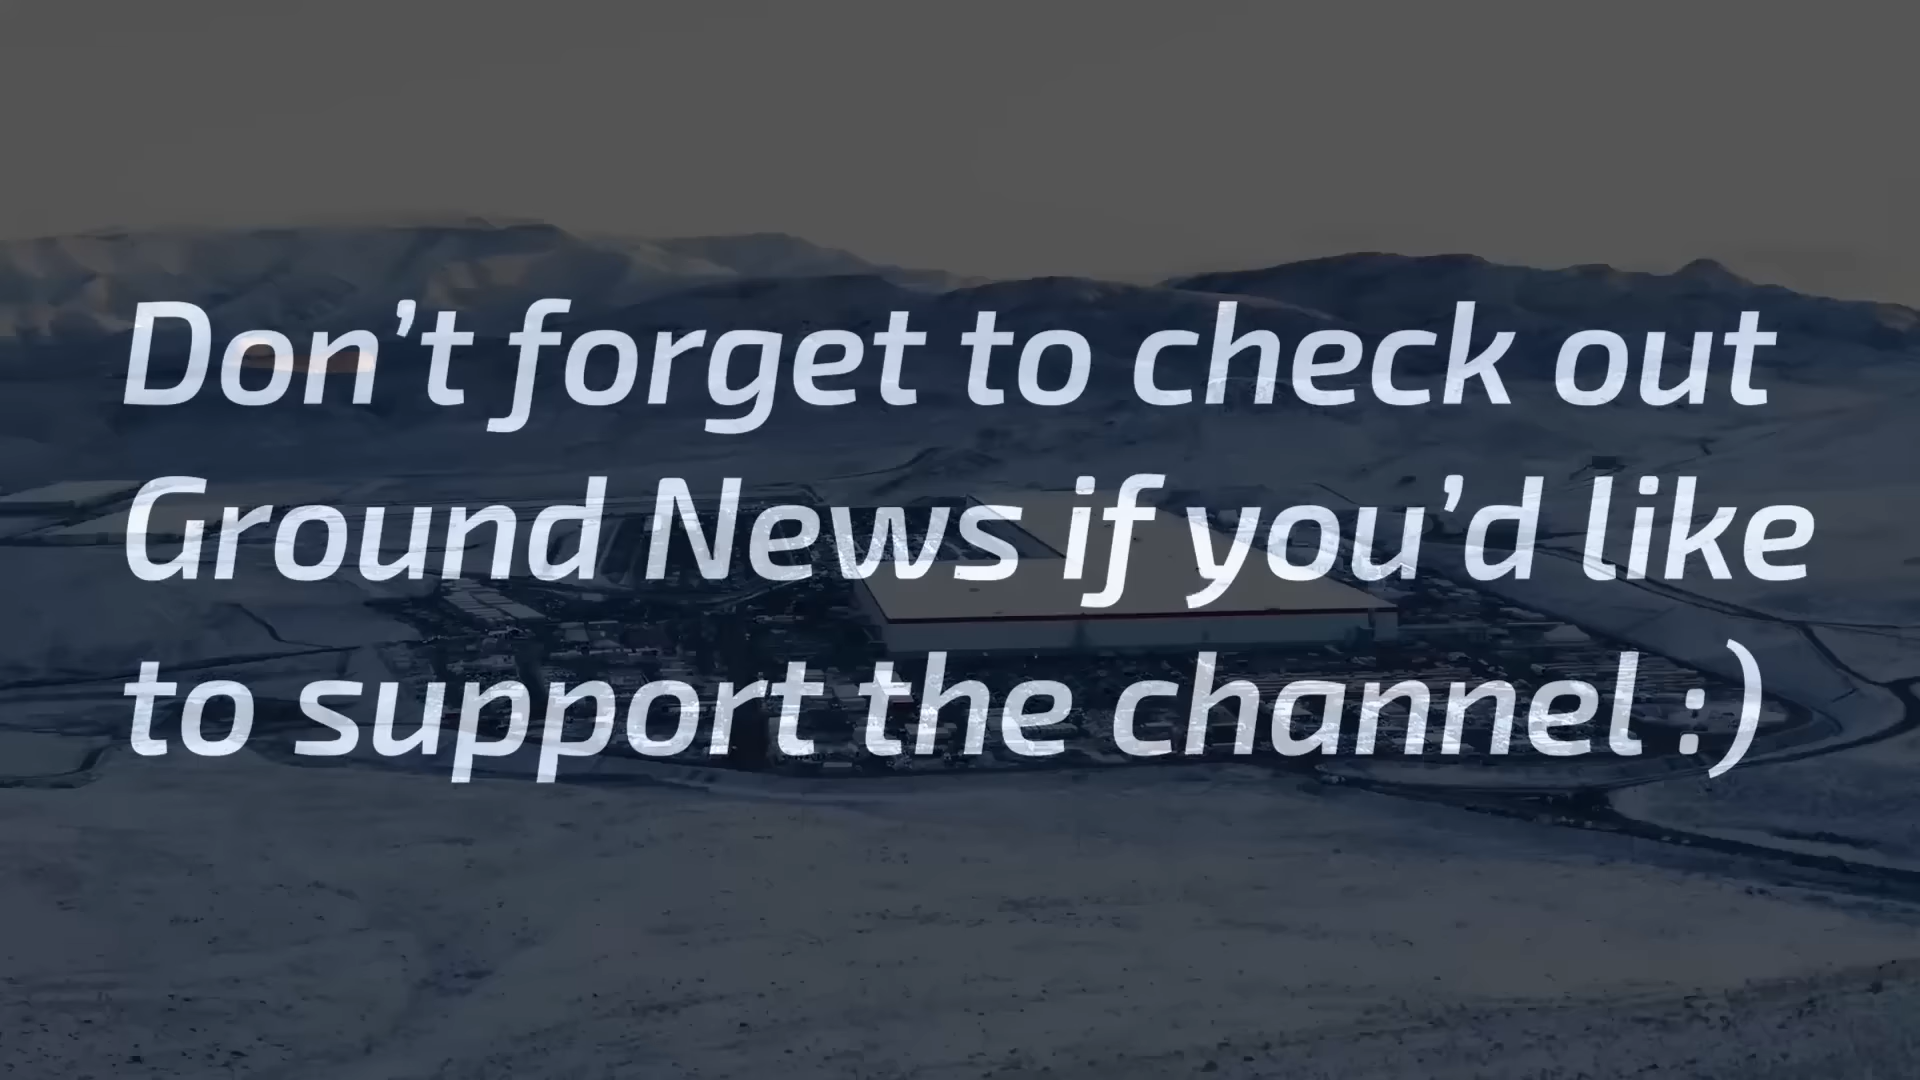 Don’t forget to check out
Ground News if you’d like
to support the channel :)